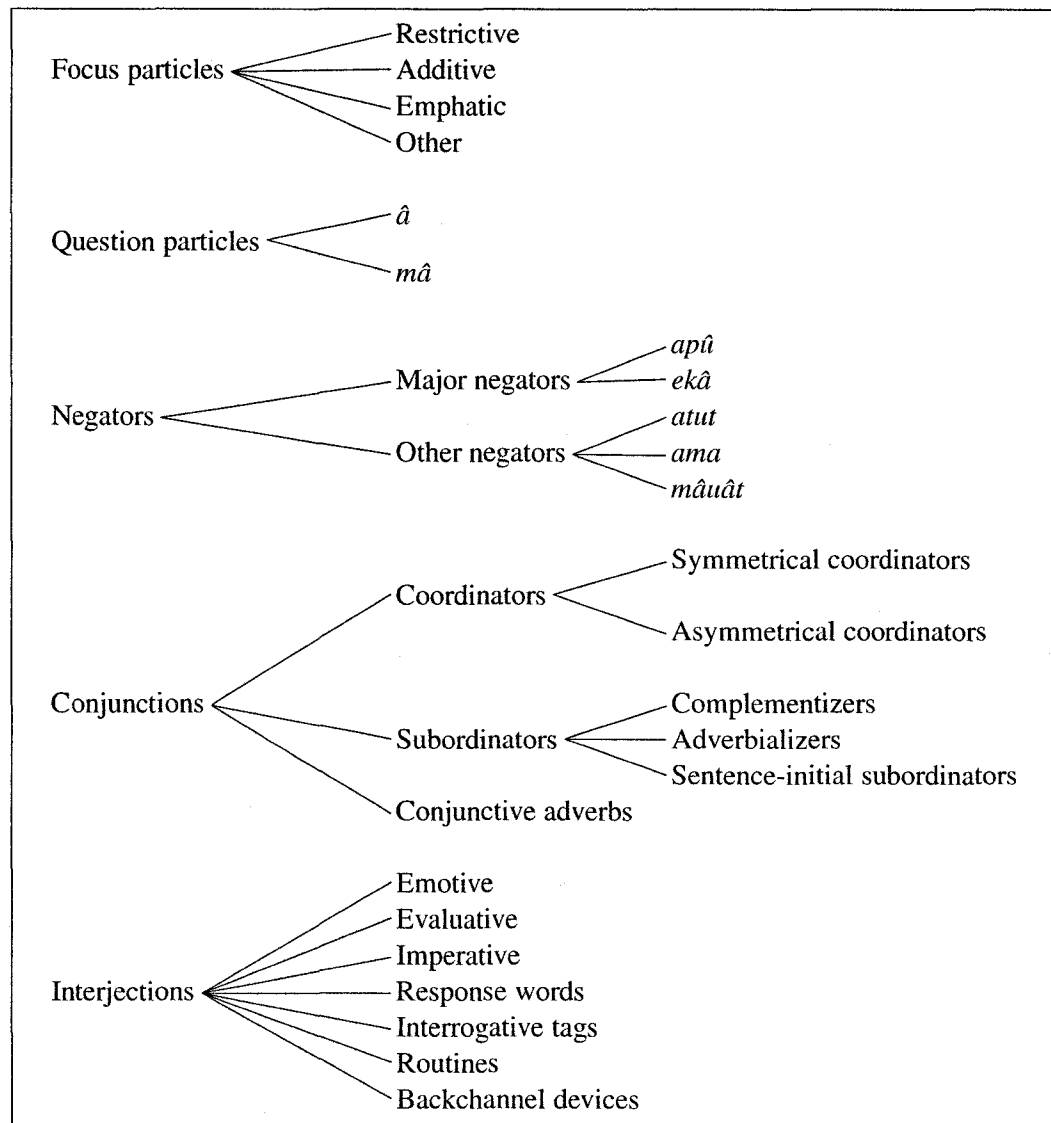 Focus particles
Restrictive
Additive
Emphatic
Other
Question particles
â
mâ
Negators
Major negators
apû
ekâ
Other negators
atut
ama
mâuât
Conjunctions
Coordinators
Symmetrical coordinators
Asymmetrical coordinators
Subordinators
Complementizers
Adverbializers
Sentence-initial subordinators
Conjunctive adverbs
Interjections
Emotive
Evaluative
Imperative
Response words
Interrogative tags
Routines
Backchannel devices